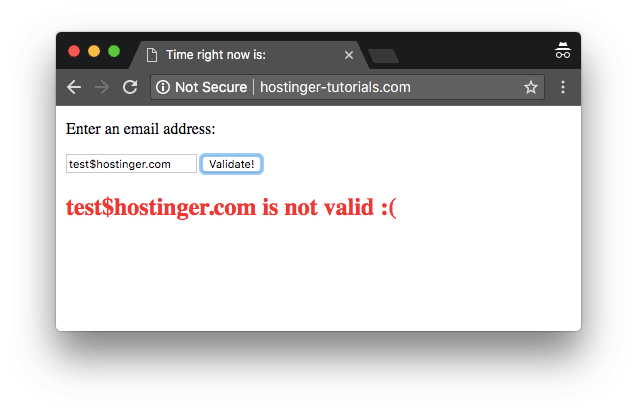 Time right now is:
Not Secure | hostinger-tutorials.com
Enter an email address:
test$hostinger.com Validate!
test$hostinger.com is not valid :(